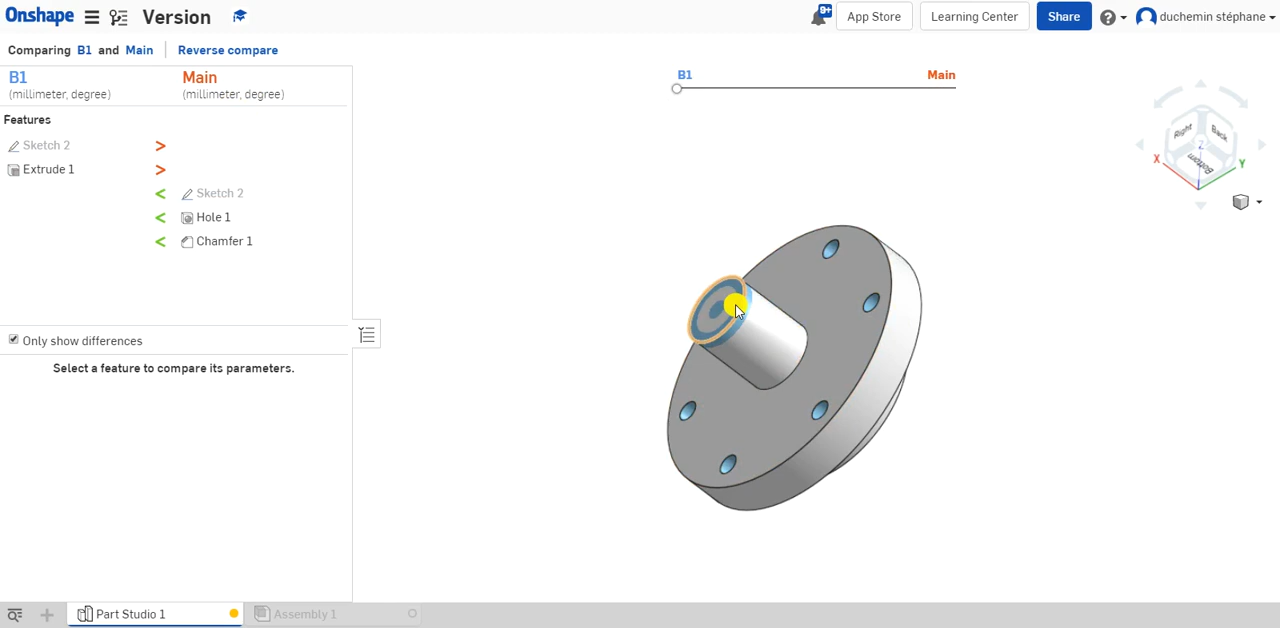 Onshape Version 9+ App Store Learning Center Share duchemin stéphane
Comparing B1 and Main Reverse compare
B1 Main
(millimeter, degree) (millimeter, degree)
Features
Sketch 2 >
Extrude 1 >
< Sketch 2
< Hole 1
< Chamfer 1
Only show differences
Select a feature to compare its parameters.
B1 Main
Right Back
Bottom
X Y Z
Part Studio 1 Assembly 1